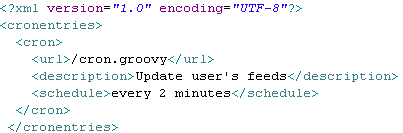 <?xml version="1.0" encoding="UTF-8"?>
<cronentries>
<cron>
<url>/cron.groovy</url>
<description>Update user's feeds</description>
<schedule>every 2 minutes</schedule>
</cron>
</cronentries>